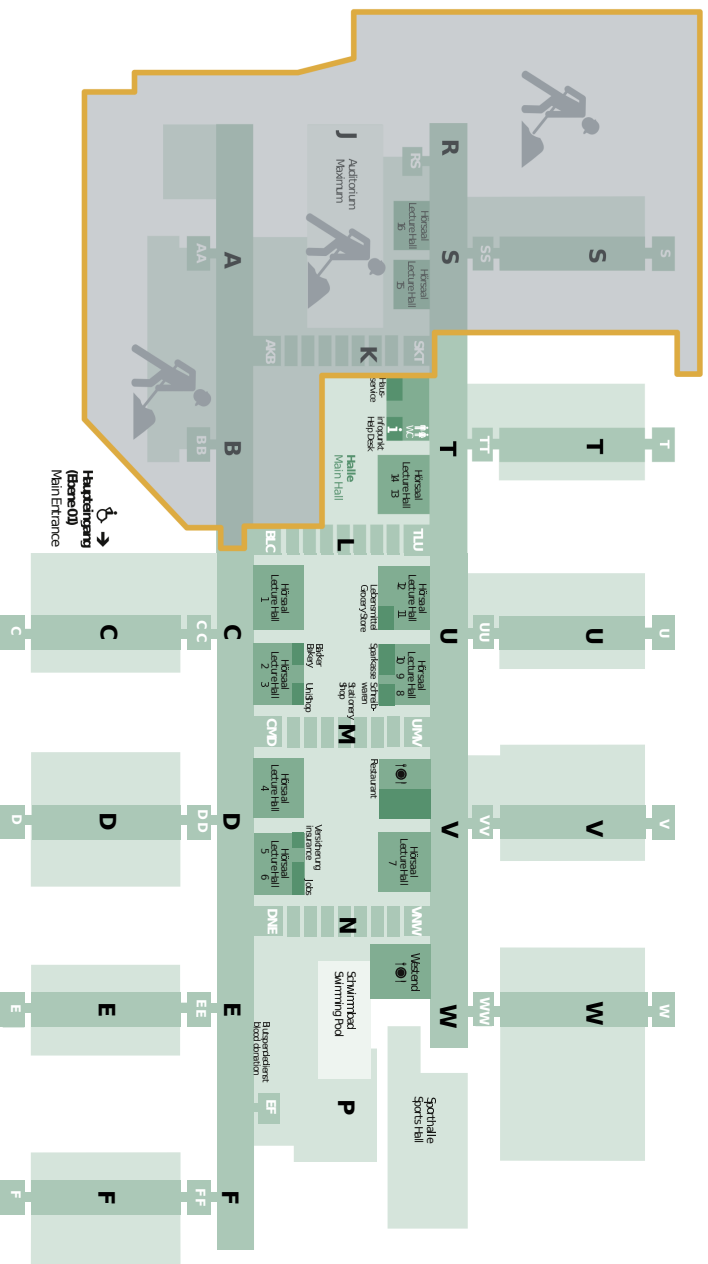 S
T
U
V
W
S
T
U
V
W
SS
TT
UU
VV
WW
R
S
T
U
V
W
RS
Hörsaal
Lecture Hall
16
Hörsaal
Lecture Hall
15
SKT
WC
i
Haus-
service
infopunkt
Help Desk
Hörsaal
Lecture Hall
14 13
TLU
Hörsaal
Lecture Hall
12 11
Lebensmittel
Grocery Store
Hörsaal
Lecture Hall
10 9 8
Sparkasse
Schreib-
waren
Stationery
shop
UMV
Restaurant
Hörsaal
Lecture Hall
7
VNW
Westend
Sporthalle
Sports Hall
J
Auditorium
Maximum
K
Halle
Main Hall
L
M
N
Schwimmbad
Swimming Pool
P
AKB
BLC
Hörsaal
Lecture Hall
1
Bäcker
Bakery
UniShop
Hörsaal
Lecture Hall
2 3
CMD
Hörsaal
Lecture Hall
4
Versicherung
insurance
Jobs
Hörsaal
Lecture Hall
5 6
DNE
Blutspendedienst
blood donation
EF
A
B
C
D
E
F
AA
BB
CC
DD
EE
FF
Haupteingang
(Ebene 01)
Main Entrance
C
D
E
F
C
D
E
F